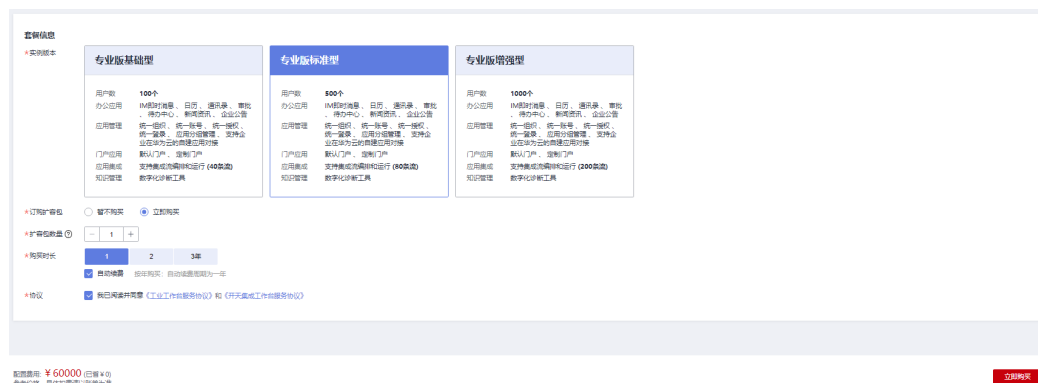 套餐信息
*实例版本
专业版基础型
用户数 100个
办公应用 IM即时消息、日历、通讯录、审批
、待办中心、新闻资讯、企业公告
应用管理 统一组织、统一账号、统一授权、
统一登录、应用分组管理、支持企
业在华为云的自建应用对接
门户应用 默认门户、定制门户
应用集成 支持集成流编排和运行 (40条流)
知识管理 数字化诊断工具
专业版标准型
用户数 500个
办公应用 IM即时消息、日历、通讯录、审批
、待办中心、新闻资讯、企业公告
应用管理 统一组织、统一账号、统一授权、
统一登录、应用分组管理、支持企
业在华为云的自建应用对接
门户应用 默认门户、定制门户
应用集成 支持集成流编排和运行 (80条流)
知识管理 数字化诊断工具
专业版增强型
用户数 1000个
办公应用 IM即时消息、日历、通讯录、审批
、待办中心、新闻资讯、企业公告
应用管理 统一组织、统一账号、统一授权、
统一登录、应用分组管理、支持企
业在华为云的自建应用对接
门户应用 默认门户、定制门户
应用集成 支持集成流编排和运行 (200条流)
知识管理 数字化诊断工具
*订购扩容包 暂不购买 立即购买
*扩容包数量 ? − 1 +
*购买时长 1 2 3年
自动续费 按年购买：自动续费周期为一年
*协议 我已阅读并同意《工业工作台服务协议》和《开天集成工作台服务协议》
配置费用: ¥60000 (已省¥0)
立即购买